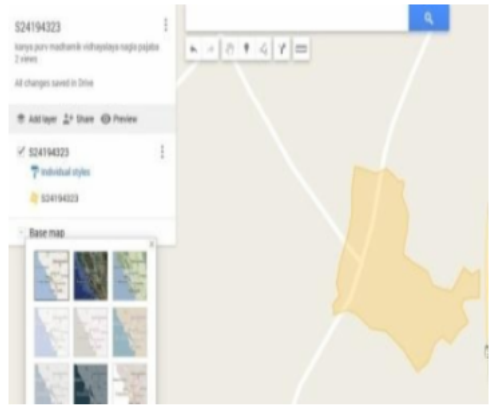 S24194323
kanya purv madhamik vidhayalaya nagla pajaba
2 views
All changes saved in Drive
Add layer Share Preview
S24194323
Individual styles
S24194323
Base map